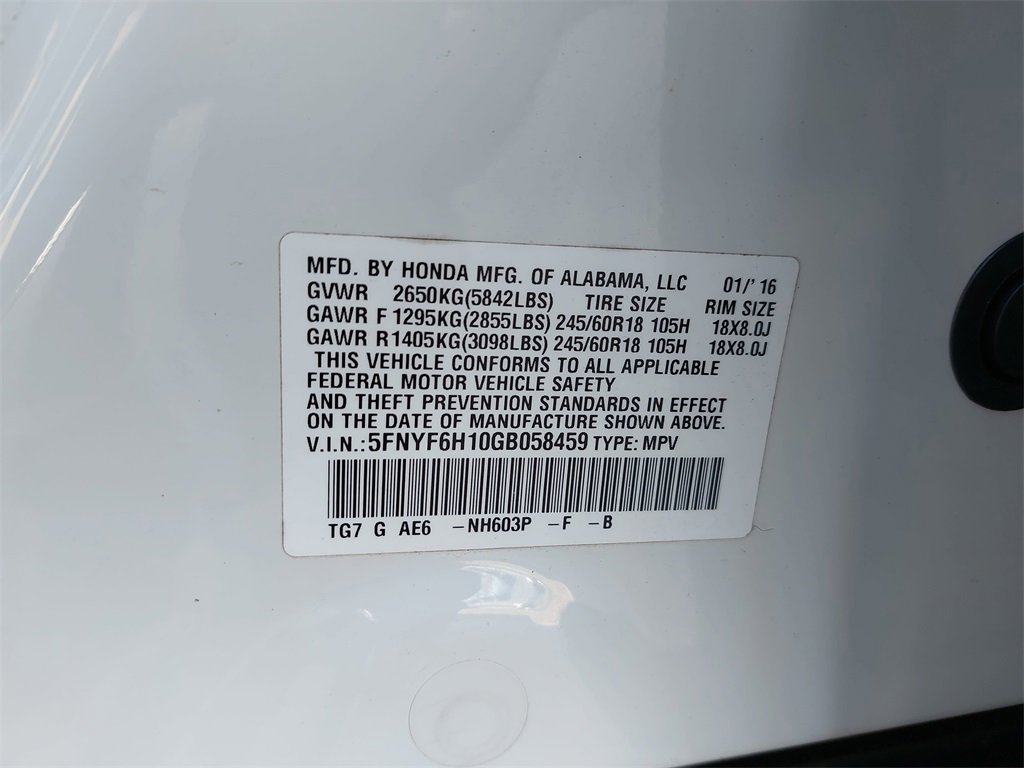 MFD. BY HONDA MFG. OF ALABAMA, LLC 01/'16
GVWR 2650KG(5842LBS) TIRE SIZE RIM SIZE
GAWR F 1295KG(2855LBS) 245/60R18 105H 18X8.0J
GAWR R1405KG(3098LBS) 245/60R18 105H 18X8.0J
THIS VEHICLE CONFORMS TO ALL APPLICABLE
FEDERAL MOTOR VEHICLE SAFETY
AND THEFT PREVENTION STANDARDS IN EFFECT
ON THE DATE OF MANUFACTURE SHOWN ABOVE.
V.I.N.:5FNYF6H10GB058459 TYPE: MPV
TG7 G AE6 -NH603P -F -B